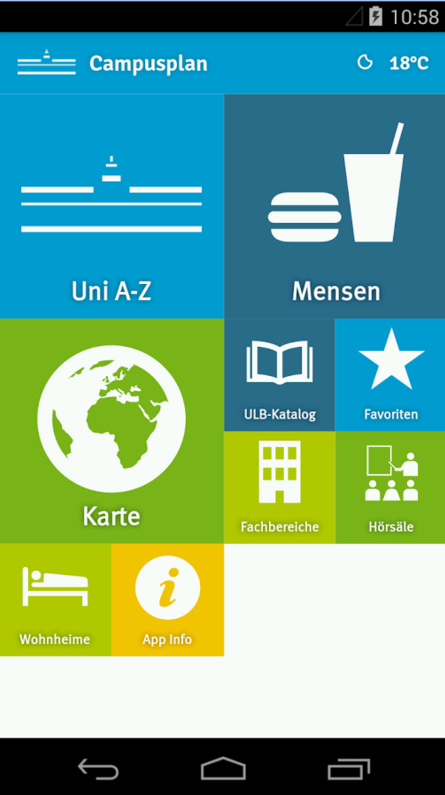 10:58
Campusplan
18°C
Uni A-Z
Mensen
Karte
ULB-Katalog
Favoriten
Fachbereiche
Hörsäle
Wohnheime
App Info